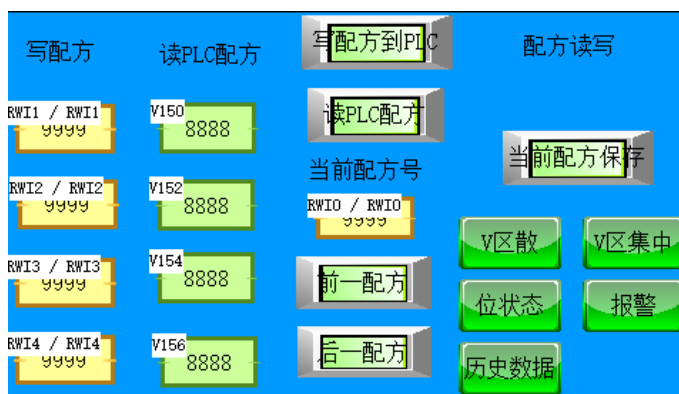 写配方
读PLC配方
写配方到PLC
配方读写
RWI1 / RWI1
9999
V150
8888
读PLC配方
当前配方保存
当前配方号
RWI2 / RWI2
9999
V152
8888
RWI0 / RWI0
9999
V区散
V区集中
RWI3 / RWI3
9999
V154
8888
前一配方
位状态
报警
RWI4 / RWI4
9999
V156
8888
后一配方
历史数据